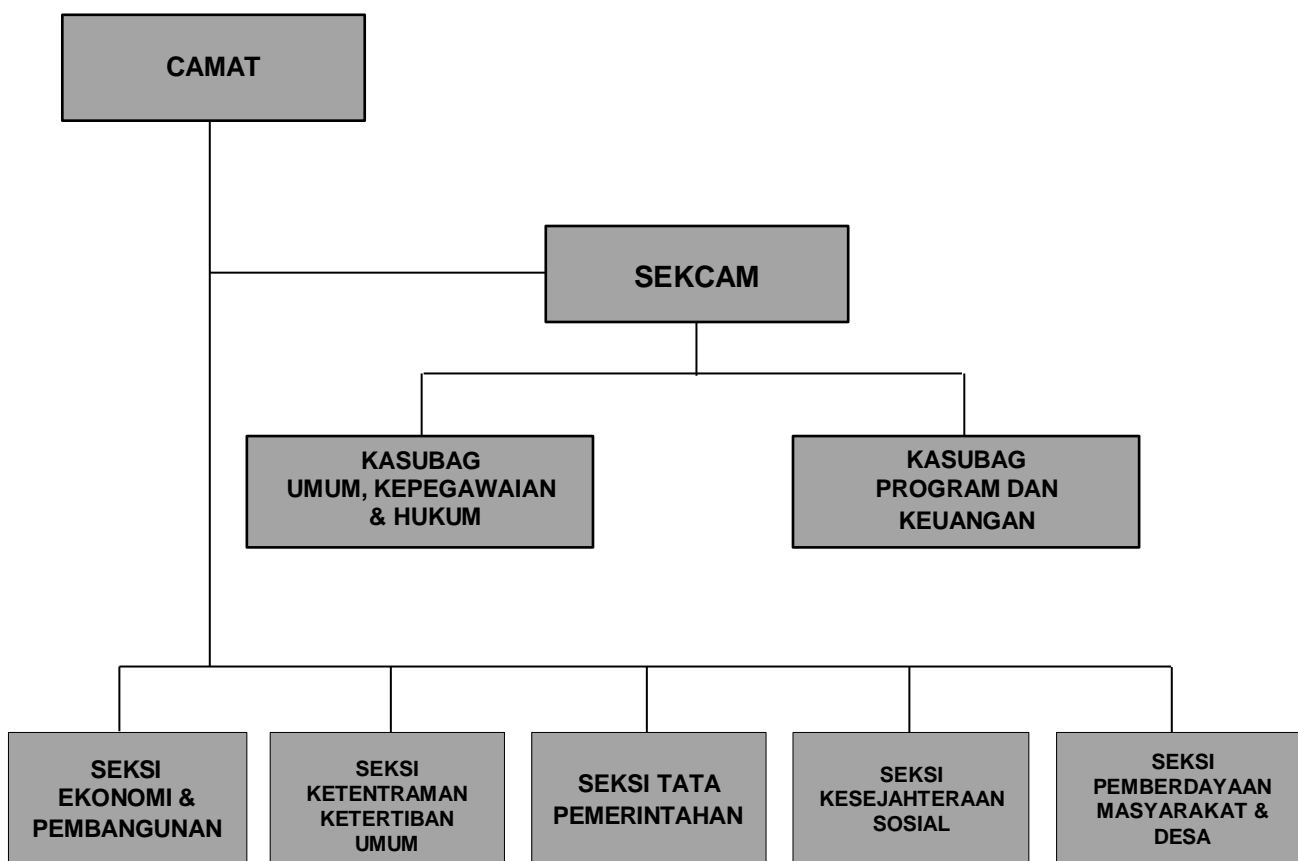 CAMAT
SEKCAM
KASUBAG
UMUM, KEPEGAWAIAN
& HUKUM
KASUBAG
PROGRAM DAN
KEUANGAN
SEKSI
EKONOMI &
PEMBANGUNAN
SEKSI
KETENTRAMAN
KETERTIBAN
UMUM
SEKSI TATA
PEMERINTAHAN
SEKSI
KESEJAHTERAAN
SOSIAL
SEKSI
PEMBERDAYAAN
MASYARAKAT &
DESA